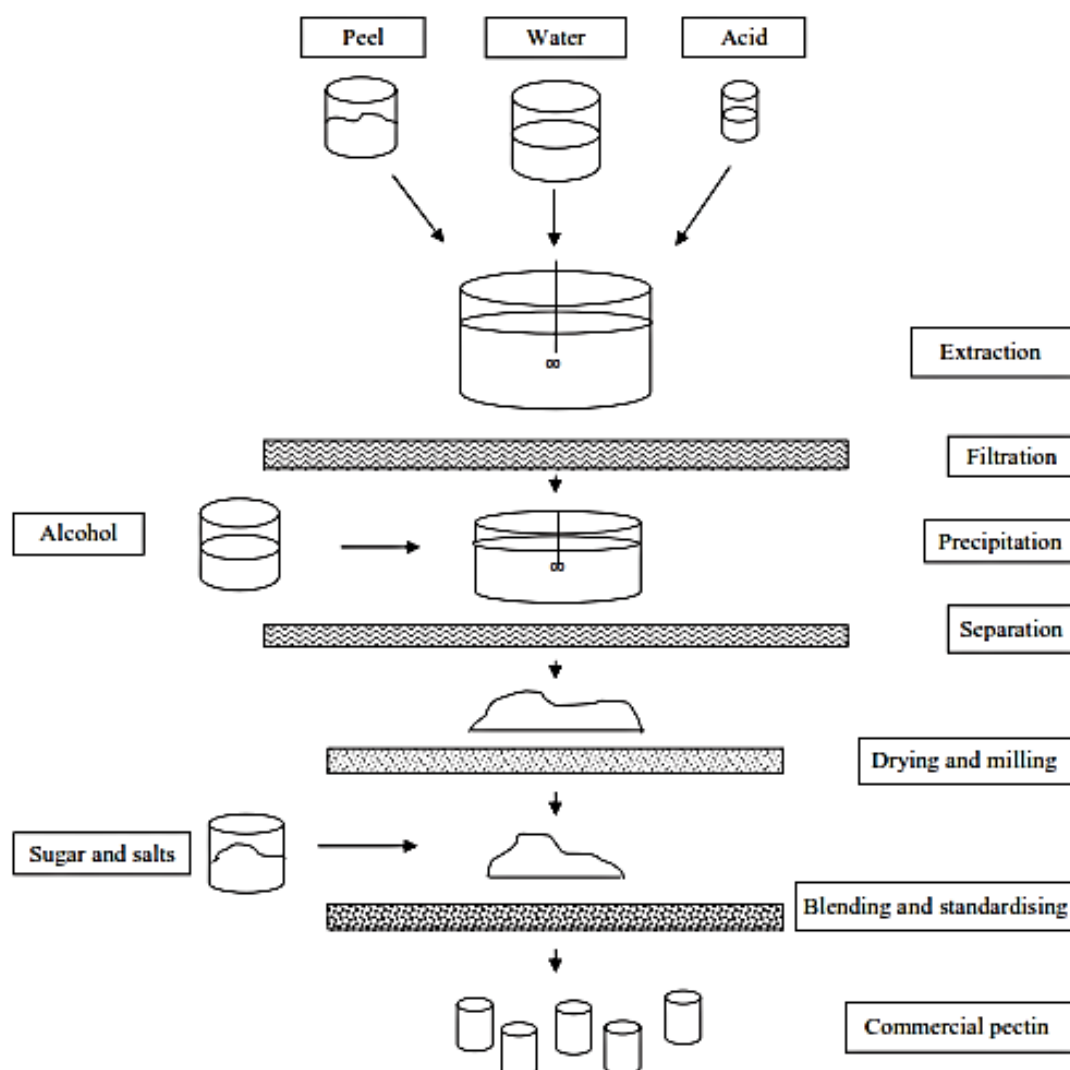 Peel
Water
Acid
Extraction
Filtration
Alcohol
Precipitation
Separation
Drying and milling
Sugar and salts
Blending and standardising
Commercial pectin